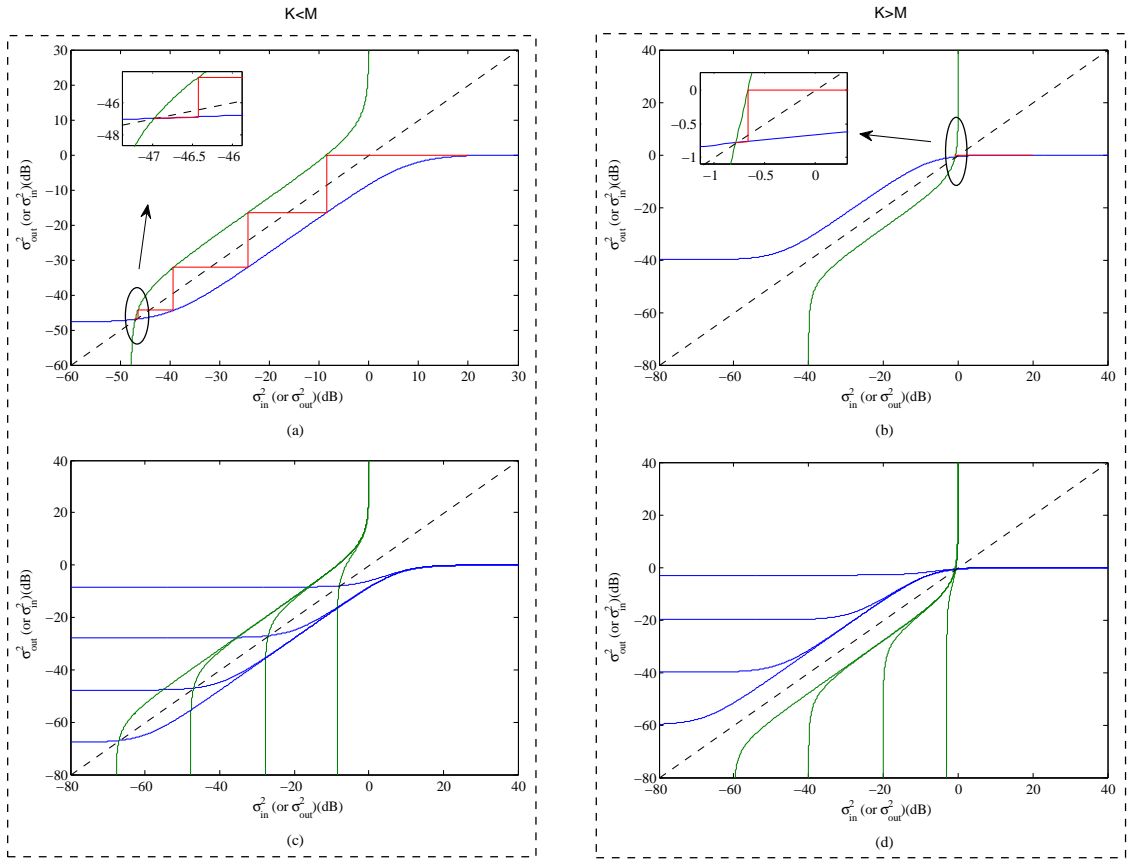 K<M
K>M
30
20
10
0
−10
−20
−30
−40
−50
−60
−60 −50 −40 −30 −20 −10 0 10 20 30
σ²out (or σ²in)(dB)
σ²in (or σ²out)(dB)
−46
−48
−47 −46.5 −46
(a)
40
20
0
−20
−40
−60
−80
−80 −60 −40 −20 0 20 40
σ²out (or σ²in)(dB)
σ²in (or σ²out)(dB)
0
−0.5
−1
−1 −0.5 0
(b)
40
20
0
−20
−40
−60
−80
−80 −60 −40 −20 0 20 40
σ²out (or σ²in)(dB)
σ²in (or σ²out)(dB)
(c)
40
20
0
−20
−40
−60
−80
−80 −60 −40 −20 0 20 40
σ²out (or σ²in)(dB)
σ²in (or σ²out)(dB)
(d)